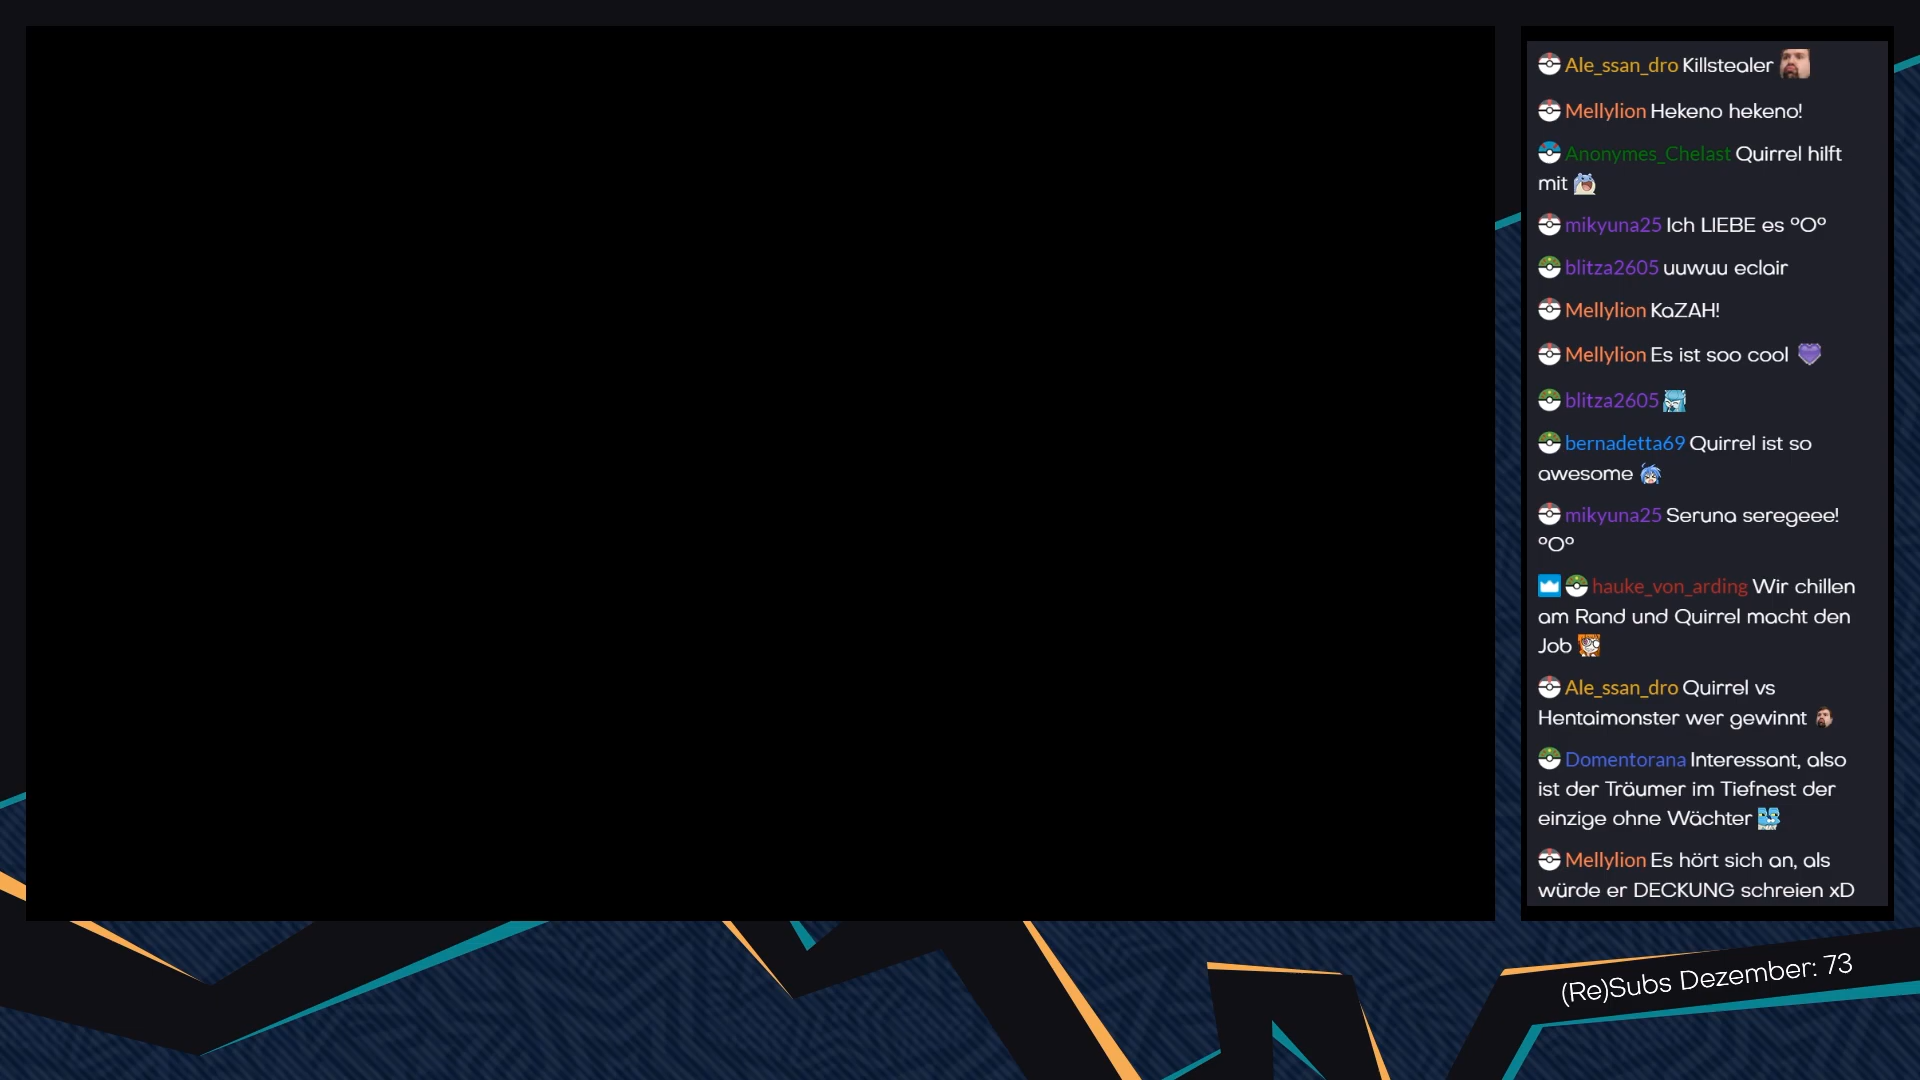 Ale_ssan_dro Killstealer
Mellylion Hekeno hekeno!
Anonymes_Chelast Quirrel hilft
mit
mikyuna25 Ich LIEBE es °O°
blitza2605 uuwuu eclair
Mellylion KaZAH!
Mellylion Es ist soo cool
blitza2605
bernadetta69 Quirrel ist so
awesome
mikyuna25 Seruna seregeee!
°O°
hauke_von_arding Wir chillen
am Rand und Quirrel macht den
Job
Ale_ssan_dro Quirrel vs
Hentaimonster wer gewinnt
Domentorana Interessant, also
ist der Träumer im Tiefnest der
einzige ohne Wächter
Mellylion Es hört sich an, als
würde er DECKUNG schreien xD
(Re)Subs Dezember: 73